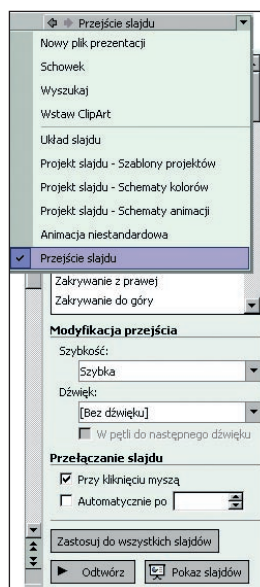 Przejście slajdu
Nowy plik prezentacji
Schowek
Wyszukaj
Wstaw ClipArt
Układ slajdu
Projekt slajdu - Szablony projektów
Projekt slajdu - Schematy kolorów
Projekt slajdu - Schematy animacji
Animacja niestandardowa
Przejście slajdu
Zakrywanie z prawej
Zakrywanie do góry
Modyfikacja przejścia
Szybkość:
Szybka
Dźwięk:
[Bez dźwięku]
W pętli do następnego dźwięku
Przełączanie slajdu
Przy kliknięciu myszą
Automatycznie po
Zastosuj do wszystkich slajdów
Odtwórz
Pokaz slajdów